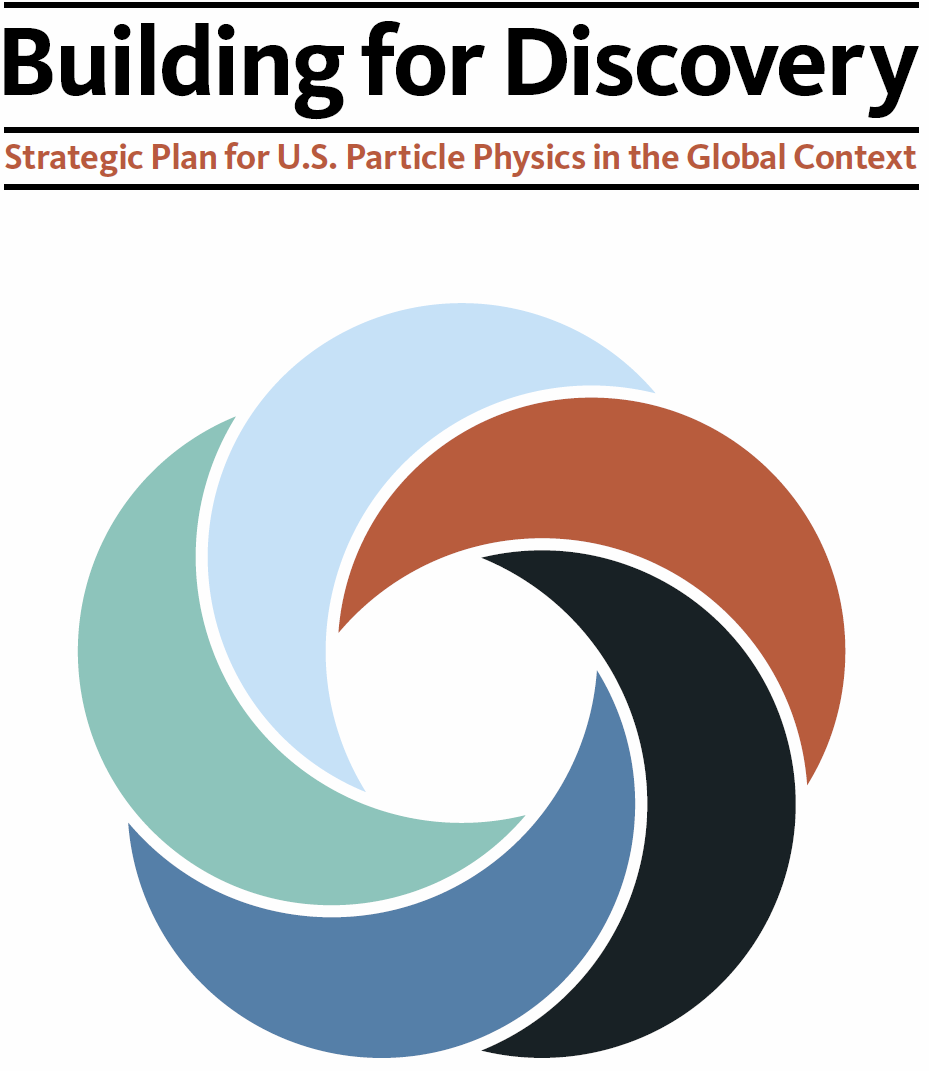 Building for Discovery
Strategic Plan for U.S. Particle Physics in the Global Context